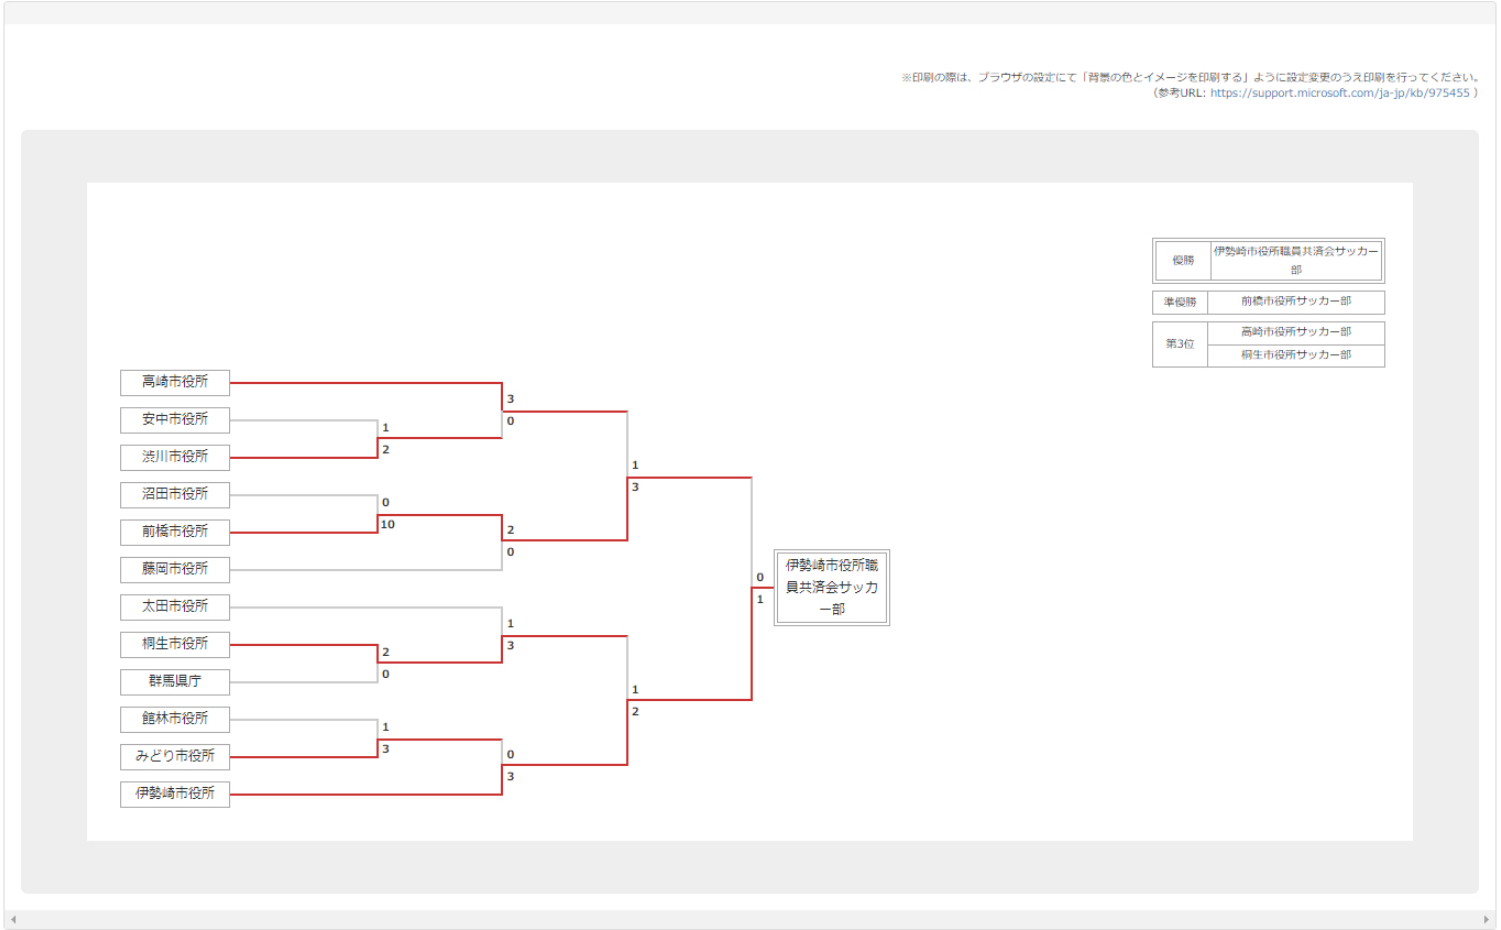 ※印刷の際は、ブラウザの設定にて「背景の色とイメージを印刷する」ように設定変更のうえ印刷を行ってください。
（参考URL: https://support.microsoft.com/ja-jp/kb/975455 ）
優勝
伊勢崎市役所職員共済会サッカー
部
準優勝
前橋市役所サッカー部
第3位
高崎市役所サッカー部
桐生市役所サッカー部
高崎市役所
3
安中市役所
0
1
渋川市役所
2
1
沼田市役所
3
0
前橋市役所
10
2
0
藤岡市役所
伊勢崎市役所職
員共済会サッカ
ー部
0
1
太田市役所
1
桐生市役所
3
2
群馬県庁
0
1
2
館林市役所
1
みどり市役所
3
0
3
伊勢崎市役所